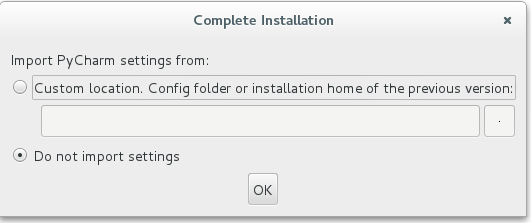 Complete Installation
Import PyCharm settings from:
Custom location. Config folder or installation home of the previous version:
.
Do not import settings
OK